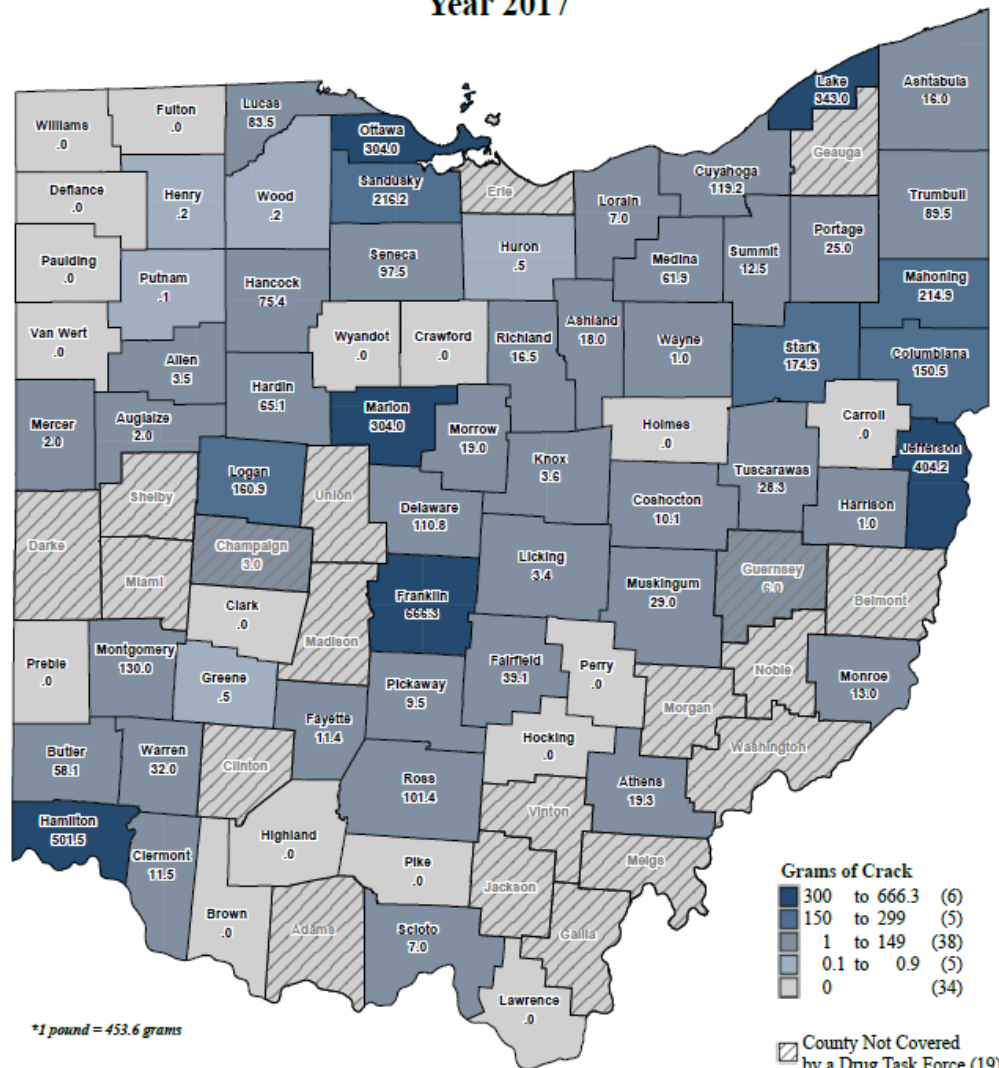 Year 2017
Williams
.0
Fulton
.0
Lucas
83.5
Ottawa
304.0
Lake
343.0
Ashtabula
16.0
Geauga
Defiance
.0
Henry
.2
Wood
.2
Sandusky
216.2
Erie
Lorain
7.0
Cuyahoga
119.2
Trumbull
89.5
Paulding
.0
Putnam
.1
Hancock
75.4
Seneca
97.5
Huron
.5
Medina
61.9
Summit
12.5
Portage
25.0
Mahoning
214.9
Van Wert
.0
Allen
3.5
Wyandot
.0
Crawford
.0
Richland
16.5
Ashland
18.0
Wayne
1.0
Stark
174.9
Columbiana
150.5
Mercer
2.0
Auglaize
2.0
Hardin
65.1
Marion
304.0
Morrow
19.0
Knox
3.6
Holmes
.0
Tuscarawas
28.3
Carroll
.0
Jefferson
404.2
Shelby
Logan
160.9
Union
Delaware
110.8
Coshocton
10.1
Harrison
1.0
Darke
Miami
Champaign
3.0
Licking
3.4
Muskingum
29.0
Guernsey
6.0
Belmont
Clark
.0
Madison
Franklin
666.3
Preble
.0
Montgomery
130.0
Greene
.5
Pickaway
9.5
Fairfield
39.1
Perry
.0
Morgan
Noble
Monroe
13.0
Butler
58.1
Warren
32.0
Clinton
Fayette
11.4
Ross
101.4
Hocking
.0
Athens
19.3
Washington
Hamilton
501.5
Clermont
11.5
Highland
.0
Vinton
Meigs
Brown
.0
Adams
Pike
.0
Jackson
Gallia
Scioto
7.0
Lawrence
.0
Grams of Crack
300 to 666.3 (6)
150 to 299 (5)
1 to 149 (38)
0.1 to 0.9 (5)
0 (34)
County Not Covered
by a Drug Task Force (19)
*1 pound = 453.6 grams